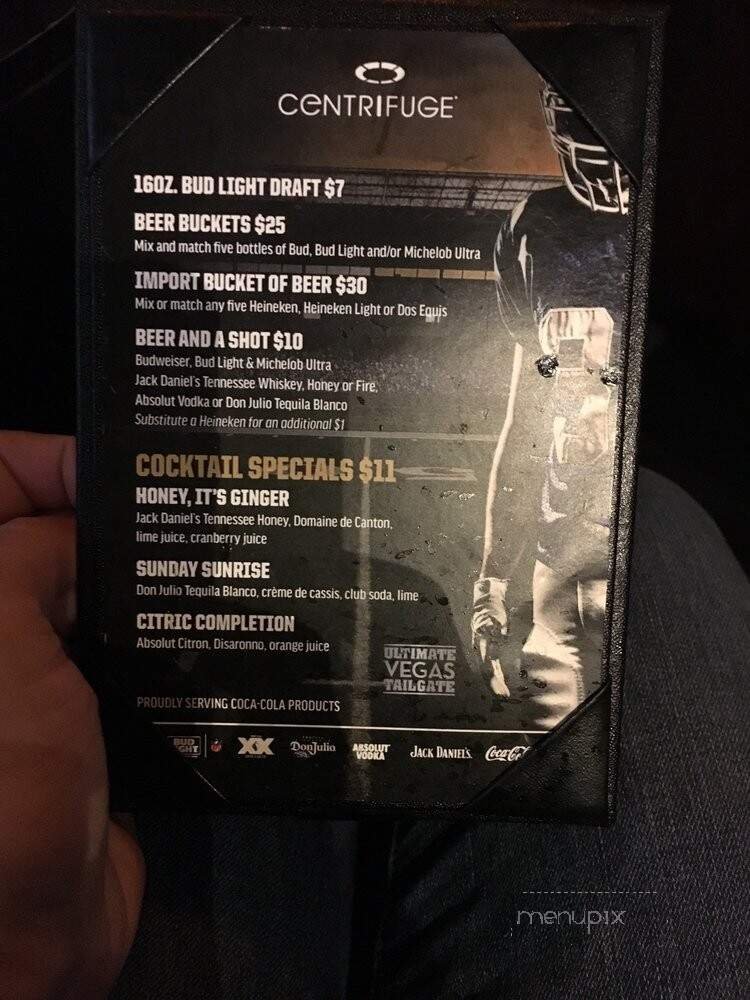 CENTRIFUGE
16OZ. BUD LIGHT DRAFT $7
BEER BUCKETS $25
Mix and match five bottles of Bud, Bud Light and/or Michelob Ultra
IMPORT BUCKET OF BEER $30
Mix or match any five Heineken, Heineken Light or Dos Equis
BEER AND A SHOT $10
Budweiser, Bud Light & Michelob Ultra
Jack Daniel's Tennessee Whiskey, Honey or Fire,
Absolut Vodka or Don Julio Tequila Blanco
Substitute a Heineken for an additional $1
COCKTAIL SPECIALS $11
HONEY, IT'S GINGER
Jack Daniel's Tennessee Honey, Domaine de Canton,
lime juice, cranberry juice
SUNDAY SUNRISE
Don Julio Tequila Blanco, crème de cassis, club soda, lime
CITRIC COMPLETION
Absolut Citron, Disaronno, orange juice
ULTIMATE
VEGAS
TAILGATE
PROUDLY SERVING COCA-COLA PRODUCTS
BUD LIGHT XX Don Julio ABSOLUT VODKA JACK DANIEL'S Coca-Col
menupix